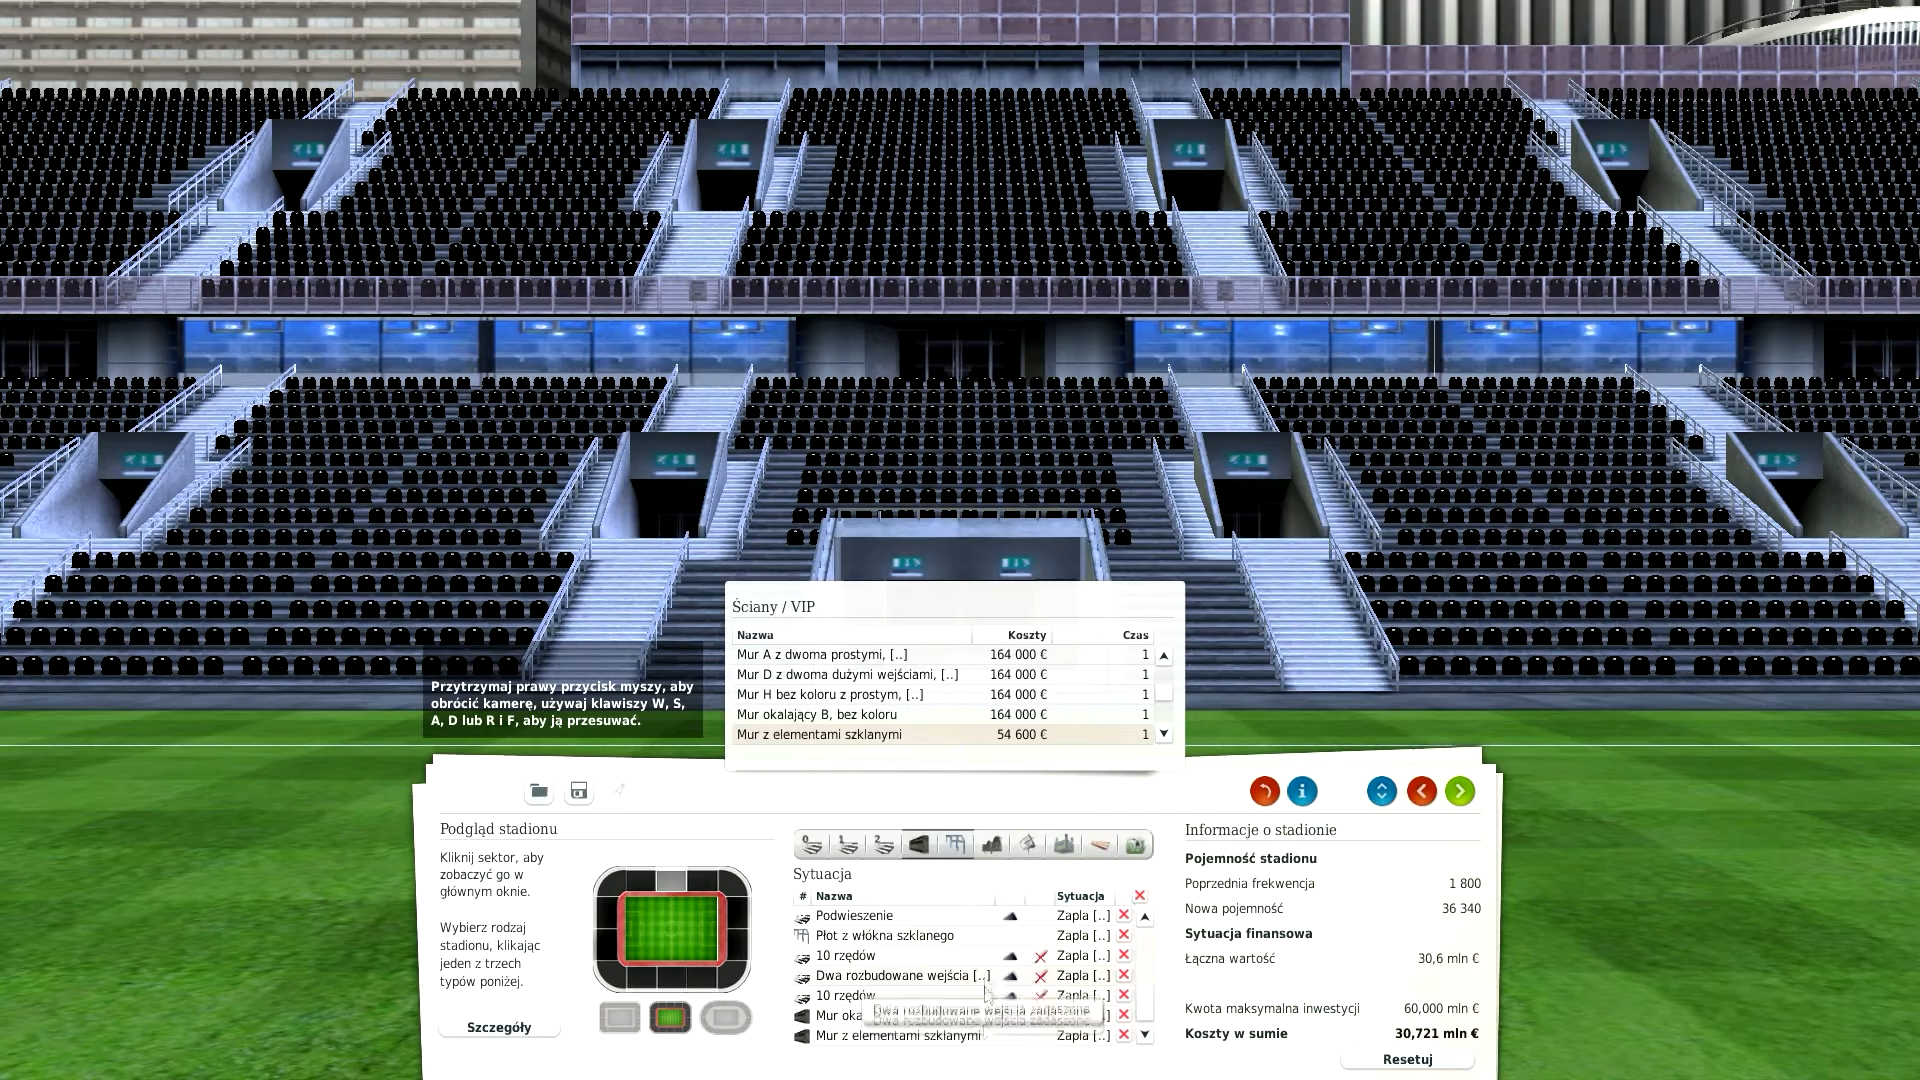 Ściany / VIP
Nazwa Koszty Czas
Mur A z dwoma prostymi, [..] 164 000 € 1
Mur D z dwoma dużymi wejściami, [..] 164 000 € 1
Mur H bez koloru z prostym, [..] 164 000 € 1
Mur okalający B, bez koloru 164 000 € 1
Mur z elementami szklanymi 54 600 € 1
Przytrzymaj prawy przycisk myszy, aby
obrócić kamerę, używaj klawiszy W, S,
A, D lub R i F, aby ją przesuwać.
Podgląd stadionu
Kliknij sektor, aby
zobaczyć go w
głównym oknie.
Wybierz rodzaj
stadionu, klikając
jeden z trzech
typów poniżej.
Szczegóły
0 1 2
Sytuacja
# Nazwa Sytuacja
Podwieszenie Zapla [..]
Płot z włókna szklanego Zapla [..]
10 rzędów Zapla [..]
Dwa rozbudowane wejścia [..] Zapla [..]
10 rzędów Zapla [..]
Mur oka
Mur z elementami szklanymi Zapla [..]
Informacje o stadionie
Pojemność stadionu
Poprzednia frekwencja 1 800
Nowa pojemność 36 340
Sytuacja finansowa
Łączna wartość 30,6 mln €
Kwota maksymalna inwestycji 60,000 mln €
Koszty w sumie 30,721 mln €
Resetuj